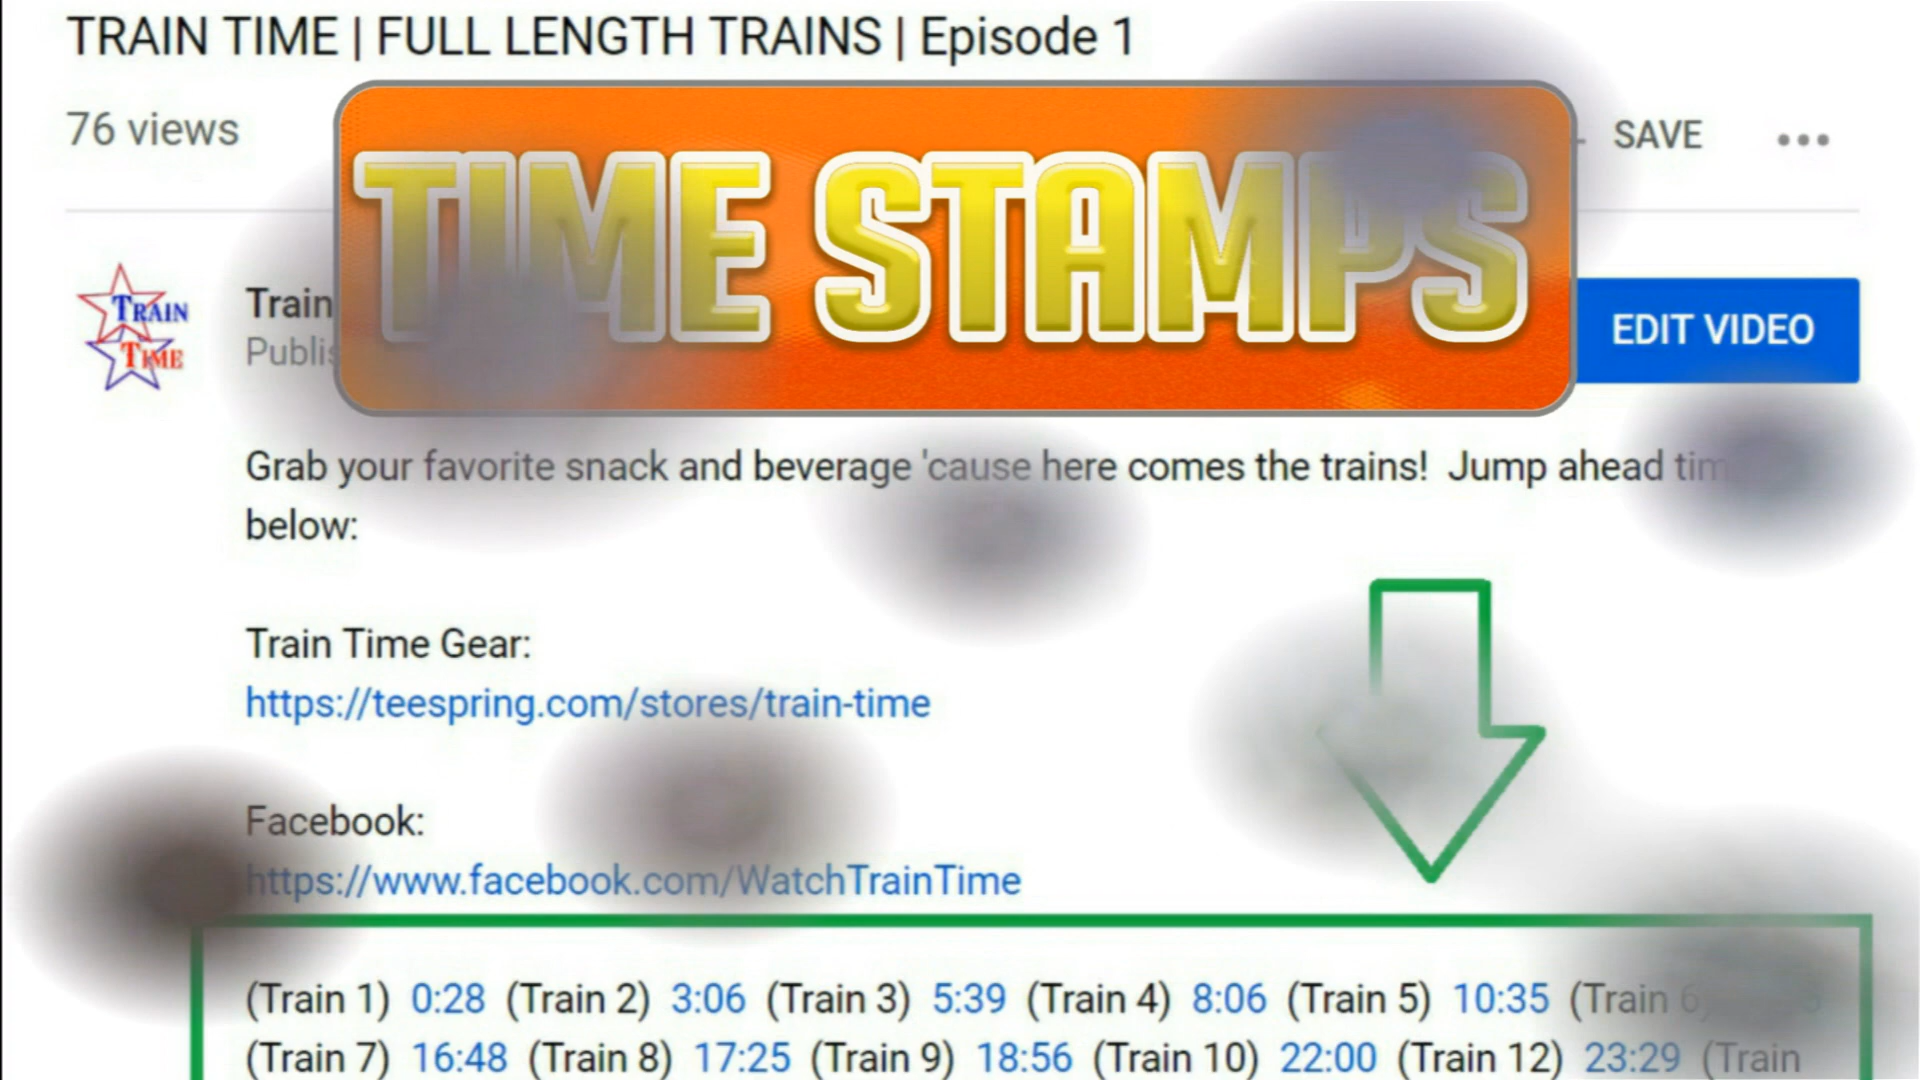 TRAIN TIME | FULL LENGTH TRAINS | Episode 1
76 views
TIME STAMPS
SAVE
TRAIN
TIME
Train
EDIT VIDEO
Grab your favorite snack and beverage 'cause here comes the trains! Jump ahead
below:
Train Time Gear:
https://teespring.com/stores/train-time
Facebook:
https://www.facebook.com/WatchTrainTime
(Train 1) 0:28 (Train 2) 3:06 (Train 3) 5:39 (Train 4) 8:06 (Train 5) 10:35 (Train 6)
(Train 7) 16:48 (Train 8) 17:25 (Train 9) 18:56 (Train 10) 22:00 (Train 12) 23:29 (Train